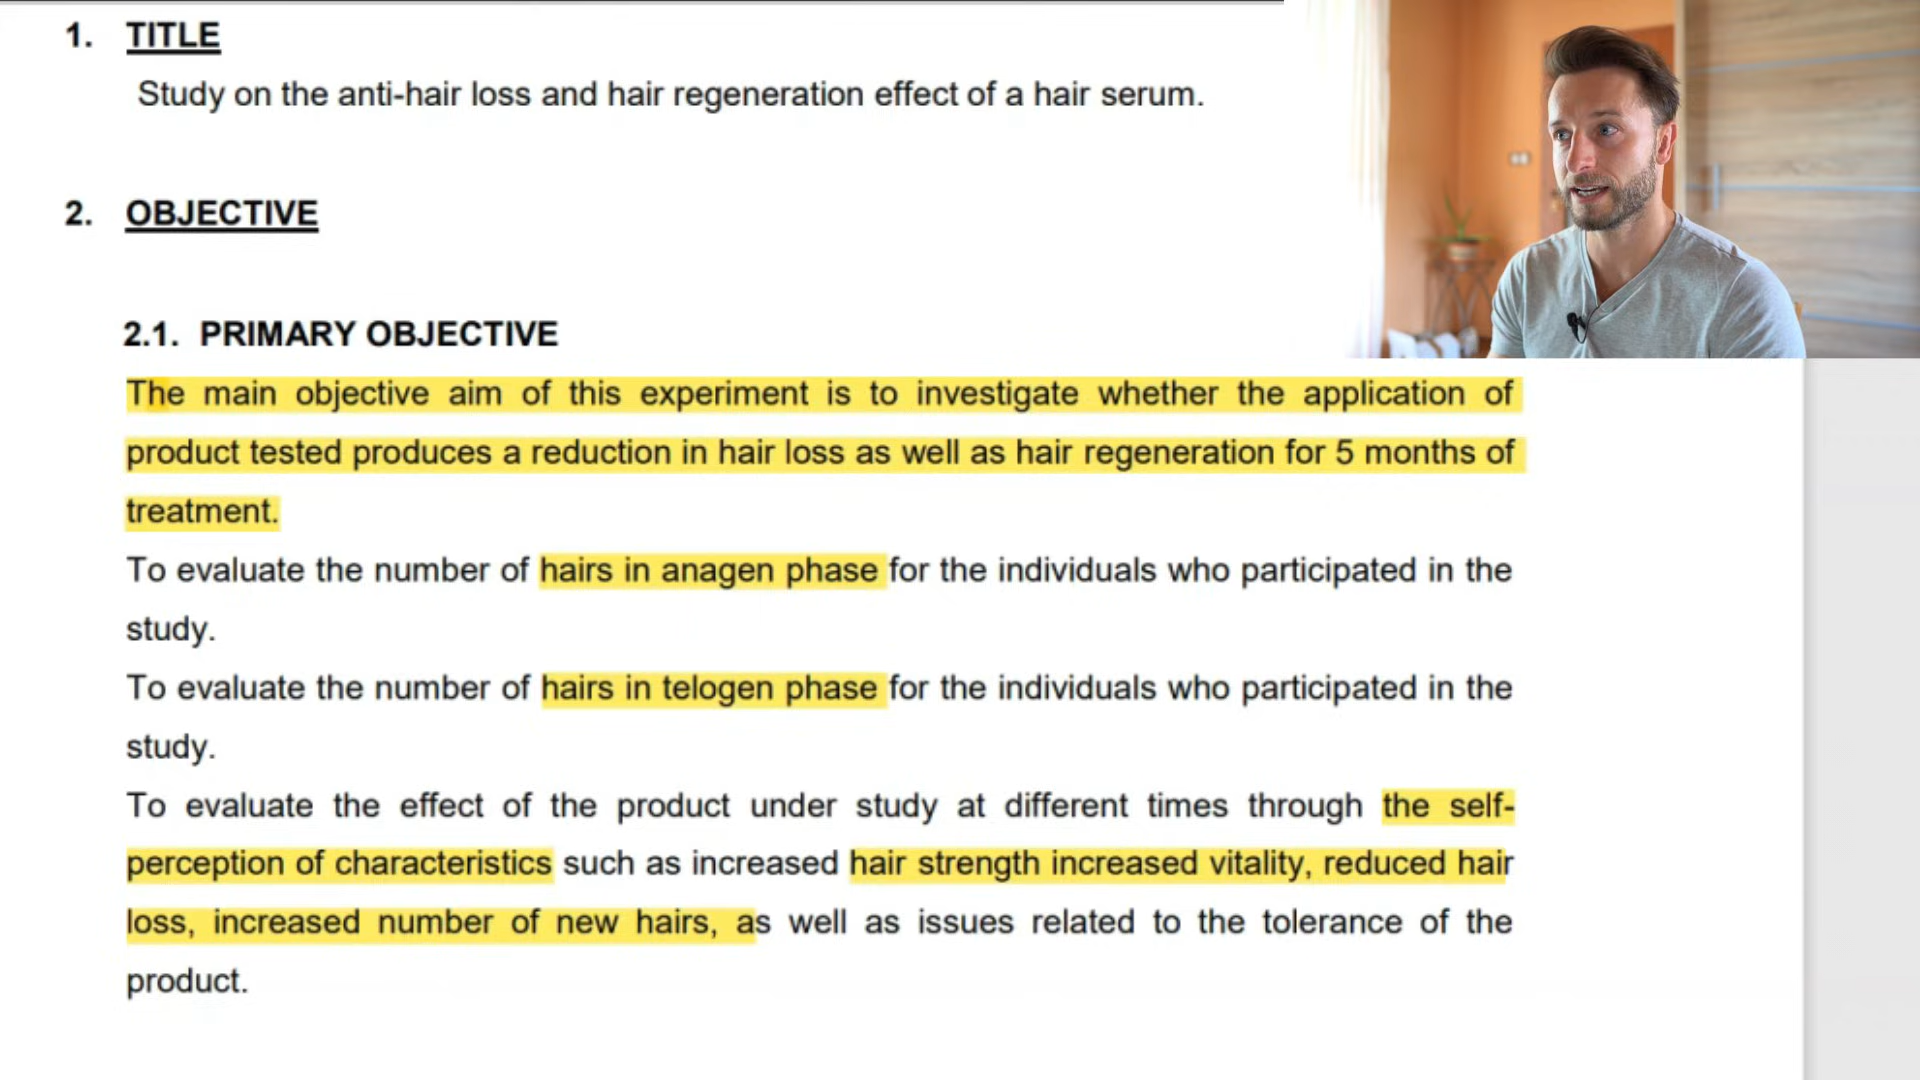 1. TITLE
Study on the anti-hair loss and hair regeneration effect of a hair serum.
2. OBJECTIVE
2.1. PRIMARY OBJECTIVE
The main objective aim of this experiment is to investigate whether the application of
product tested produces a reduction in hair loss as well as hair regeneration for 5 months of
treatment.
To evaluate the number of hairs in anagen phase for the individuals who participated in the
study.
To evaluate the number of hairs in telogen phase for the individuals who participated in the
study.
To evaluate the effect of the product under study at different times through the self-
perception of characteristics such as increased hair strength increased vitality, reduced hair
loss, increased number of new hairs, as well as issues related to the tolerance of the
product.